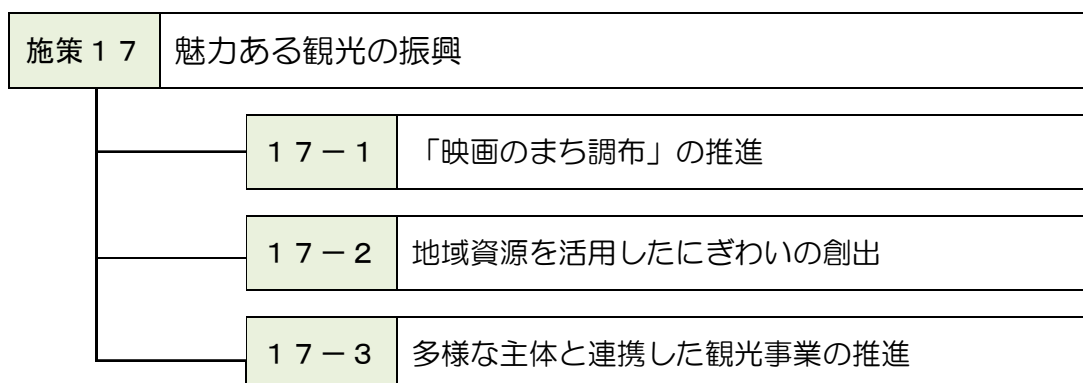 施策17 魅力ある観光の振興
17－1 「映画のまち調布」の推進
17－2 地域資源を活用したにぎわいの創出
17－3 多様な主体と連携した観光事業の推進